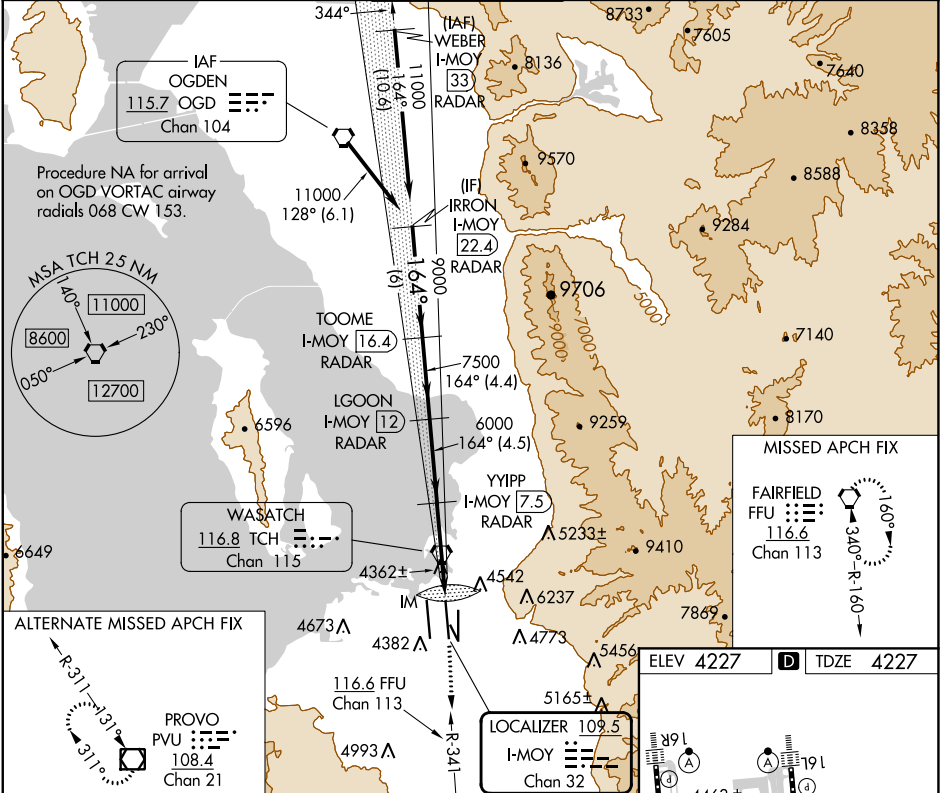 344°
(IAF)
WEBER
I-MOY
33
RADAR
11000
164°
(10.6)
8733
7605
8136
7640
8358
IAF
OGDEN
115.7 OGD
Chan 104
Procedure NA for arrival
on OGD VORTAC airway
radials 068 CW 153.
11000
128° (6.1)
9570
8588
9284
(IF)
IRRON
I-MOY
22.4
RADAR
164°
(6)
9000
MSA TCH 25 NM
140°
11000
8600
230°
050°
12700
9706
9000
7000
5000
7140
TOOME
I-MOY 16.4
RADAR
7500
164° (4.4)
LGOON
I-MOY 12
RADAR
6000
164° (4.5)
6596
9259
8170
YYIPP
I-MOY 7.5
RADAR
WASATCH
116.8 TCH
Chan 115
6649
4362±
5233±
9410
4542
IM
6237
7869
4673
4382
4773
5456
5165±
4993
MISSED APCH FIX
FAIRFIELD
FFU
116.6
Chan 113
160°
340°
R-160
ALTERNATE MISSED APCH FIX
R-311
131°
311°
PROVO
PVU
108.4
Chan 21
116.6 FFU
Chan 113
R-341
LOCALIZER 109.5
I-MOY
Chan 32
ELEV 4227 D TDZE 4227
16R
A
P
A
16L
P